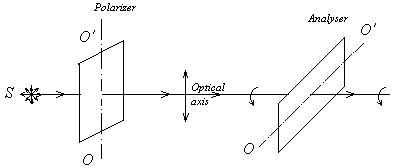 Polarizer
Analyser
O'
O'
S
Optical
axis
O
O